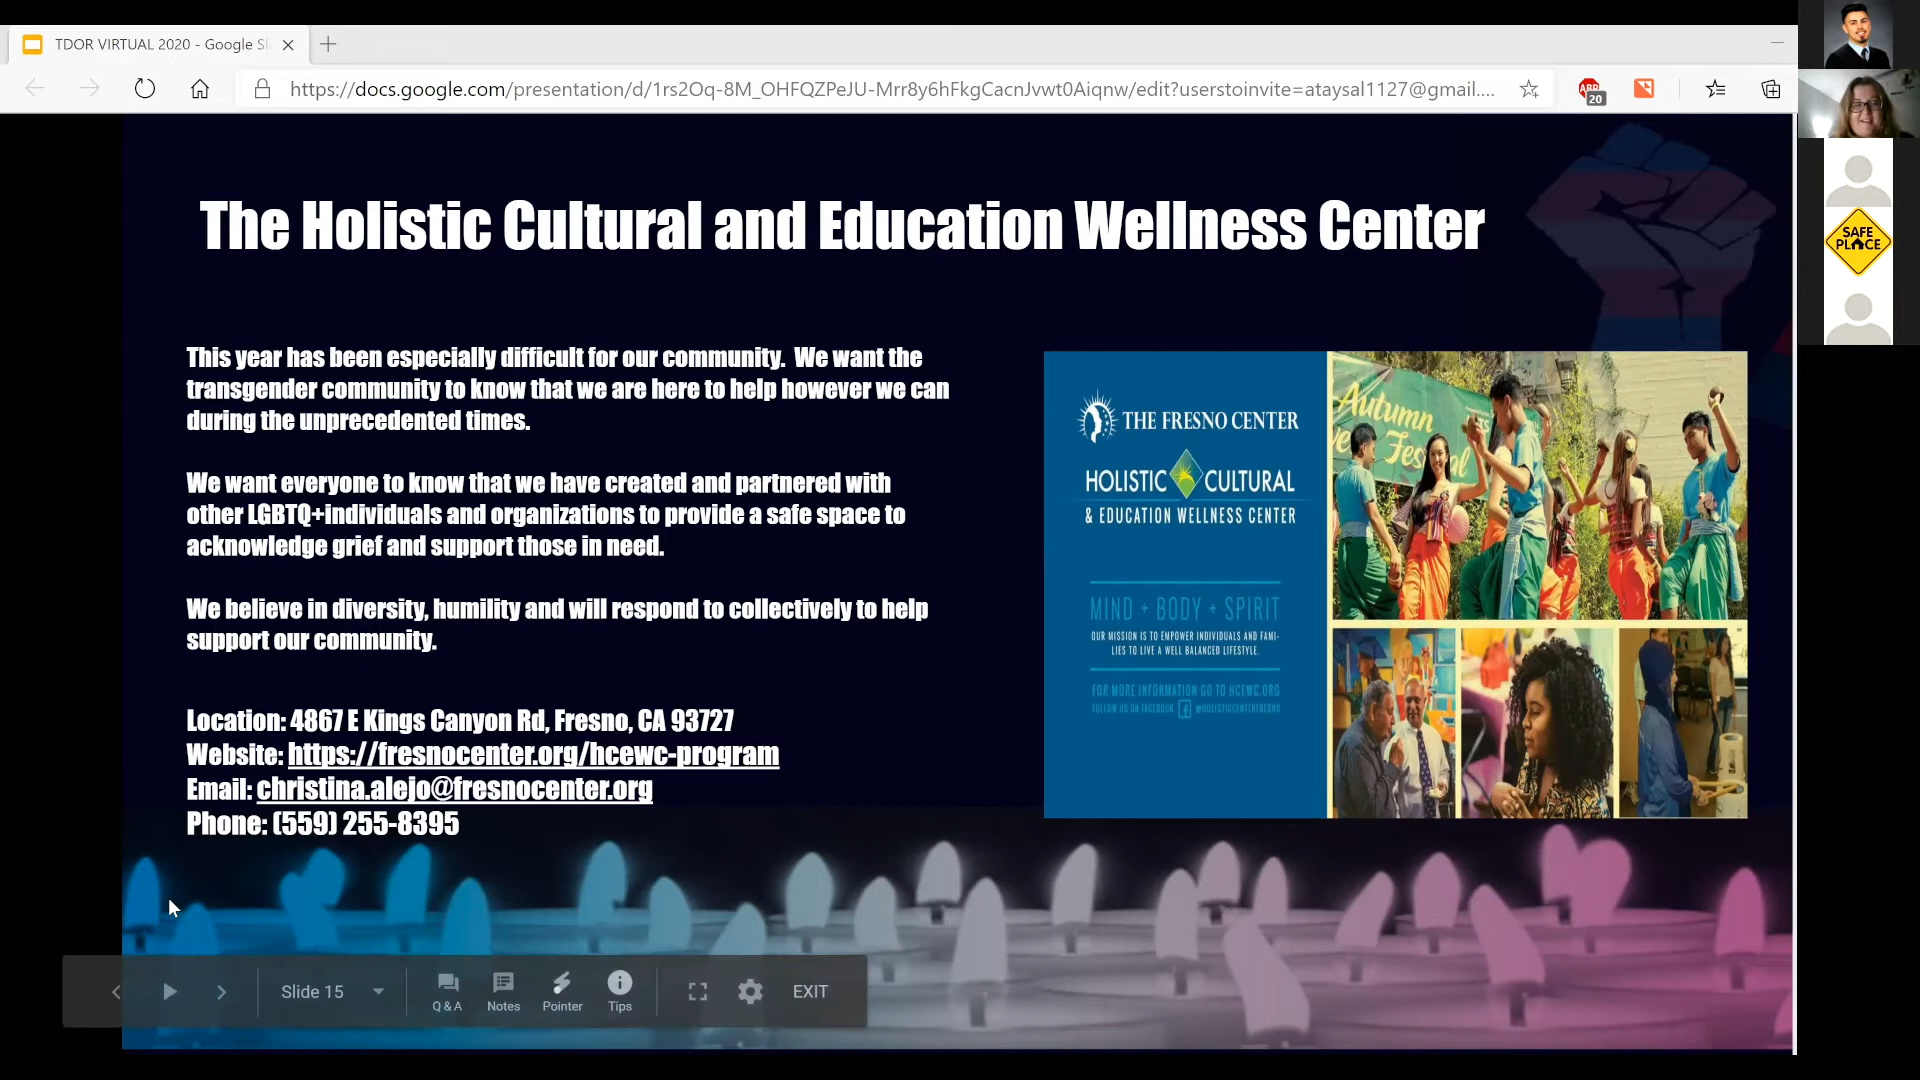 TDOR VIRTUAL 2020 - Google Sl
https://docs.google.com/presentation/d/1rs2Oq-8M_OHFQZPeJU-Mrr8y6hFkgCacnJvwt0Aiqnw/edit?userstoinvite=ataysal1127@gmail....
ABP
20
SAFE
PLACE
The Holistic Cultural and Education Wellness Center
This year has been especially difficult for our community. We want the
transgender community to know that we are here to help however we can
during the unprecedented times.
We want everyone to know that we have created and partnered with
other LGBTQ+individuals and organizations to provide a safe space to
acknowledge grief and support those in need.
We believe in diversity, humility and will respond to collectively to help
support our community.
Location: 4867 E Kings Canyon Rd, Fresno, CA 93727
Website: https://fresnocenter.org/hcewc-program
Email: christina.alejo@fresnocenter.org
Phone: (559) 255-8395
THE FRESNO CENTER
HOLISTIC CULTURAL
& EDUCATION WELLNESS CENTER
MIND + BODY + SPIRIT
OUR MISSION IS TO EMPOWER INDIVIDUALS AND FAMI-
LIES TO LIVE A WELL BALANCED LIFESTYLE.
FOR MORE INFORMATION GO TO HCEWC.ORG
FOLLOW US ON FACEBOOK @HOLISTICCENTERFRESNO
Autumn
Fes
Slide 15
Q & A
Notes
Pointer
Tips
EXIT